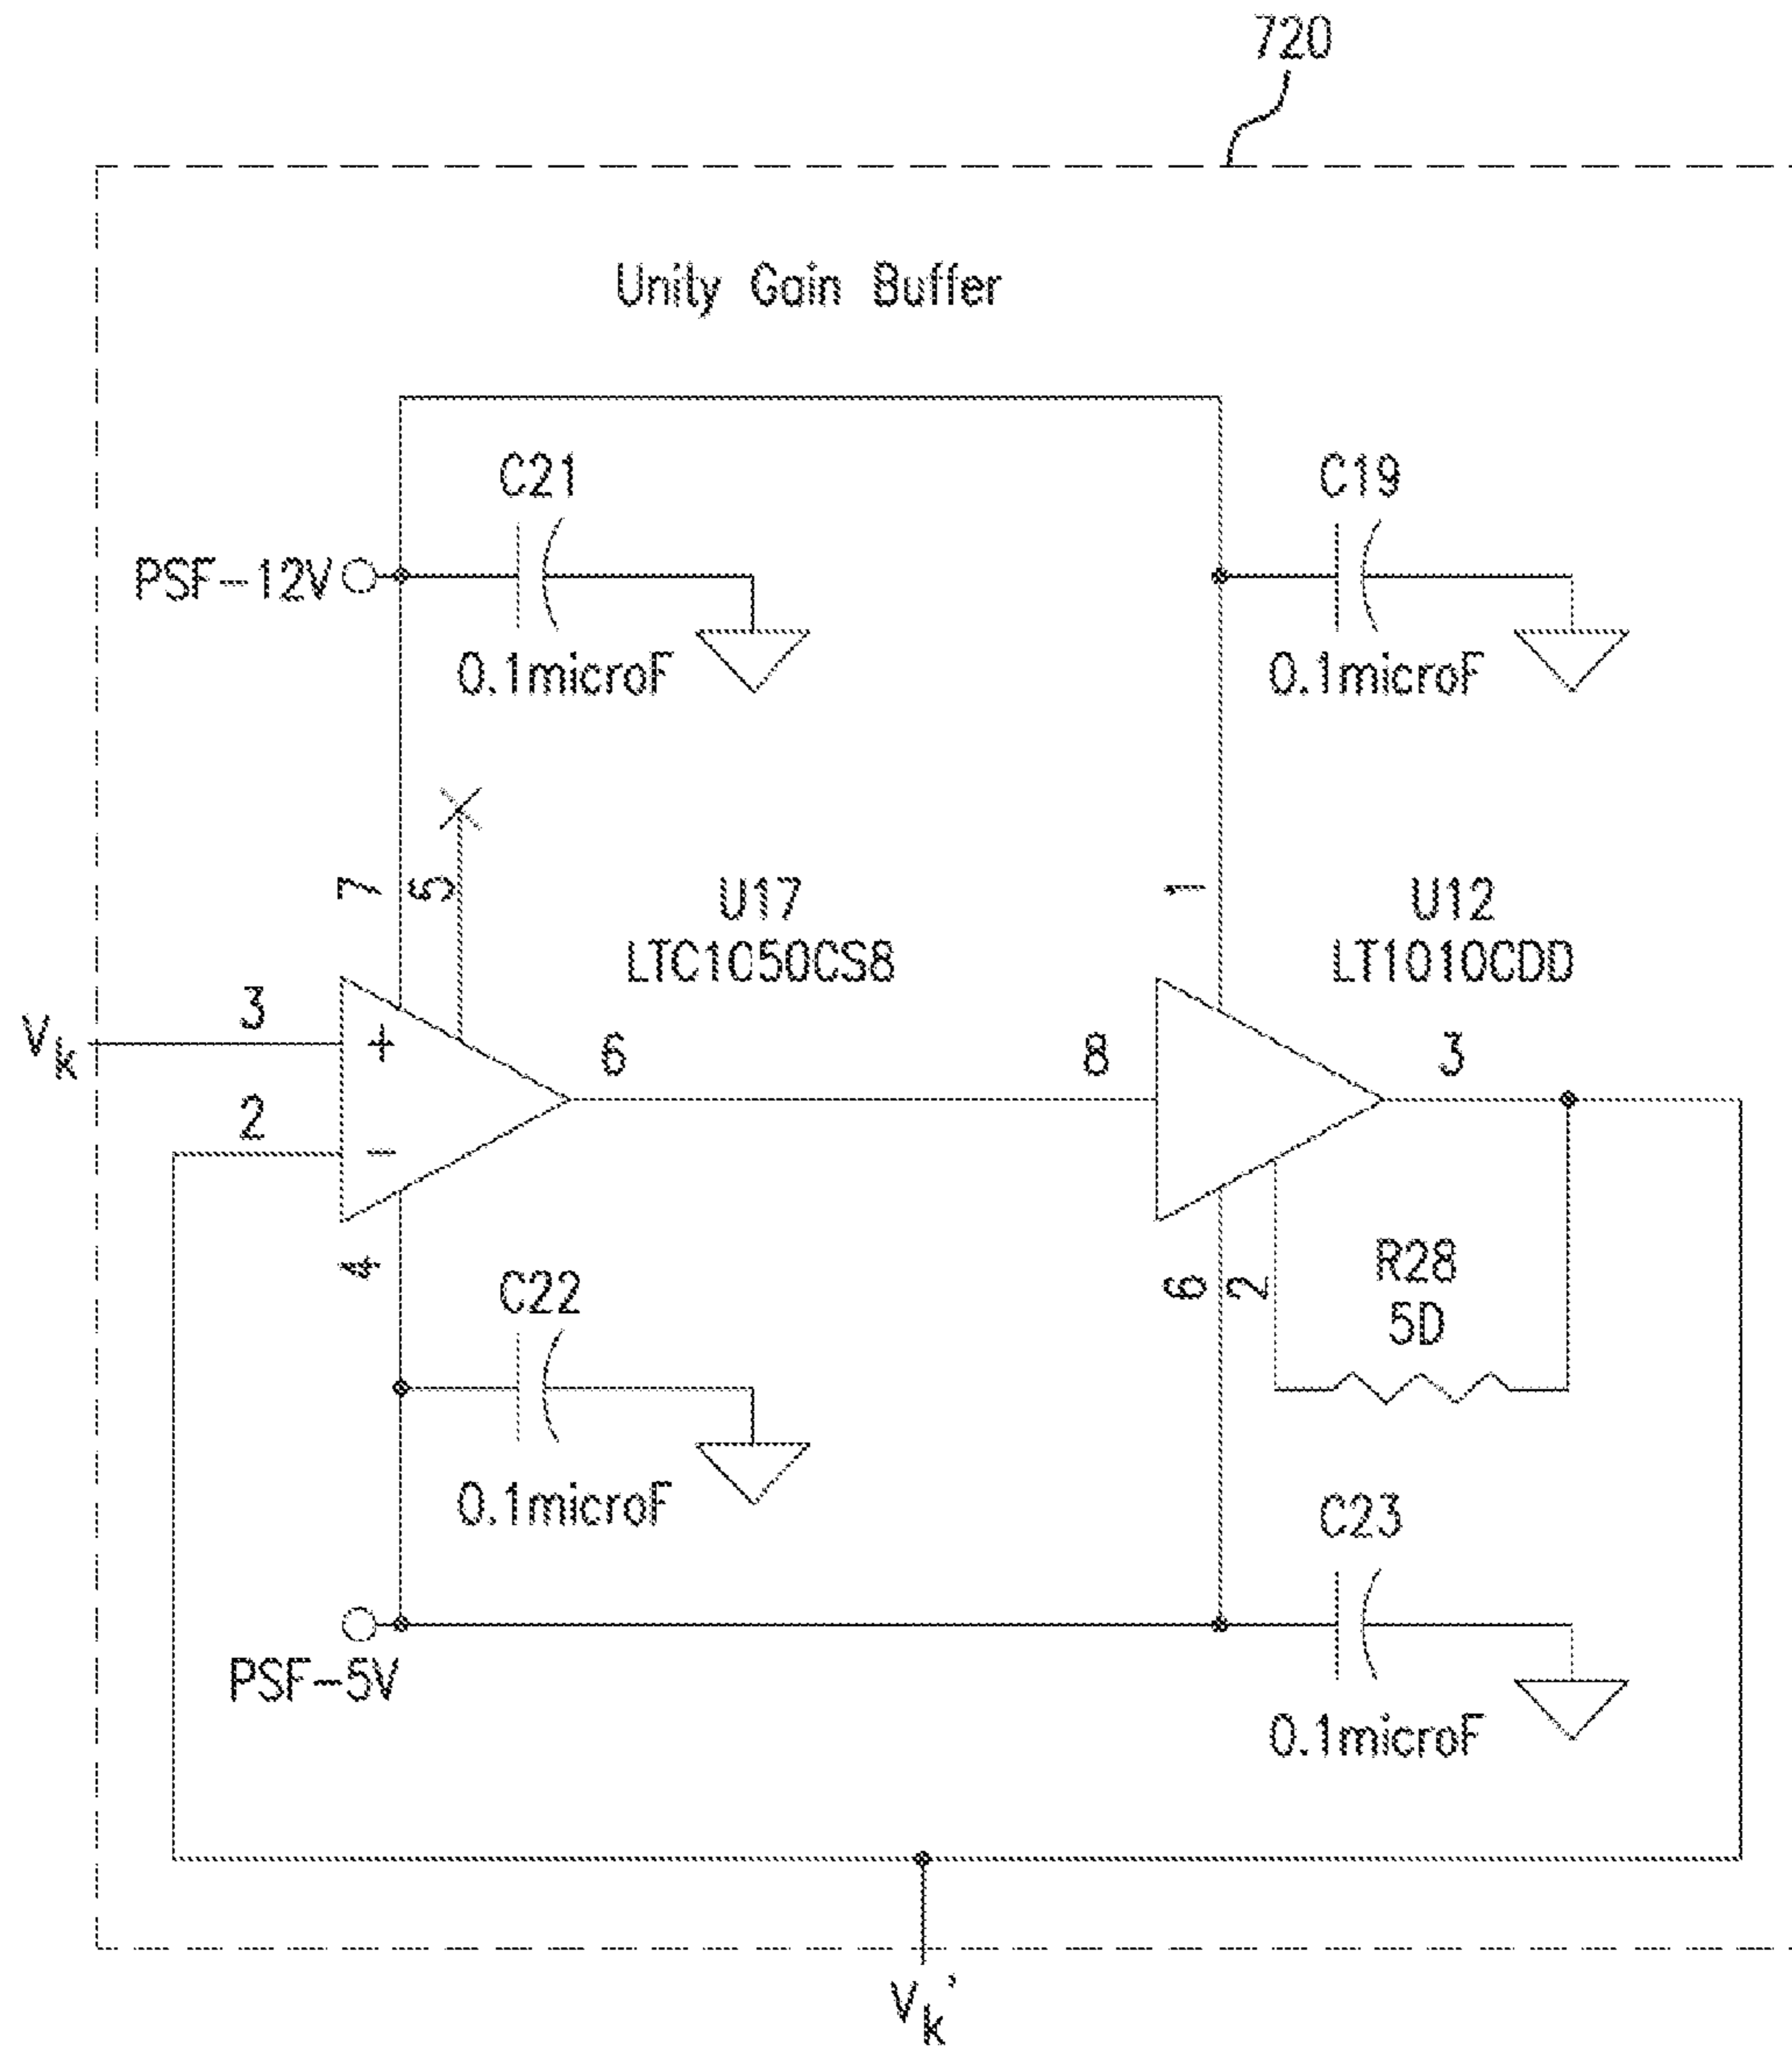 720
Unity Gain Buffer
C21
C19
PSF-12V
0.1microF
0.1microF
7
5
U17
LTC1050CS8
1
U12
LT1010CDD
Vk
3
+
6
8
3
2
-
4
C22
6
2
R28
5D
0.1microF
C23
PSF-5V
0.1microF
Vk'